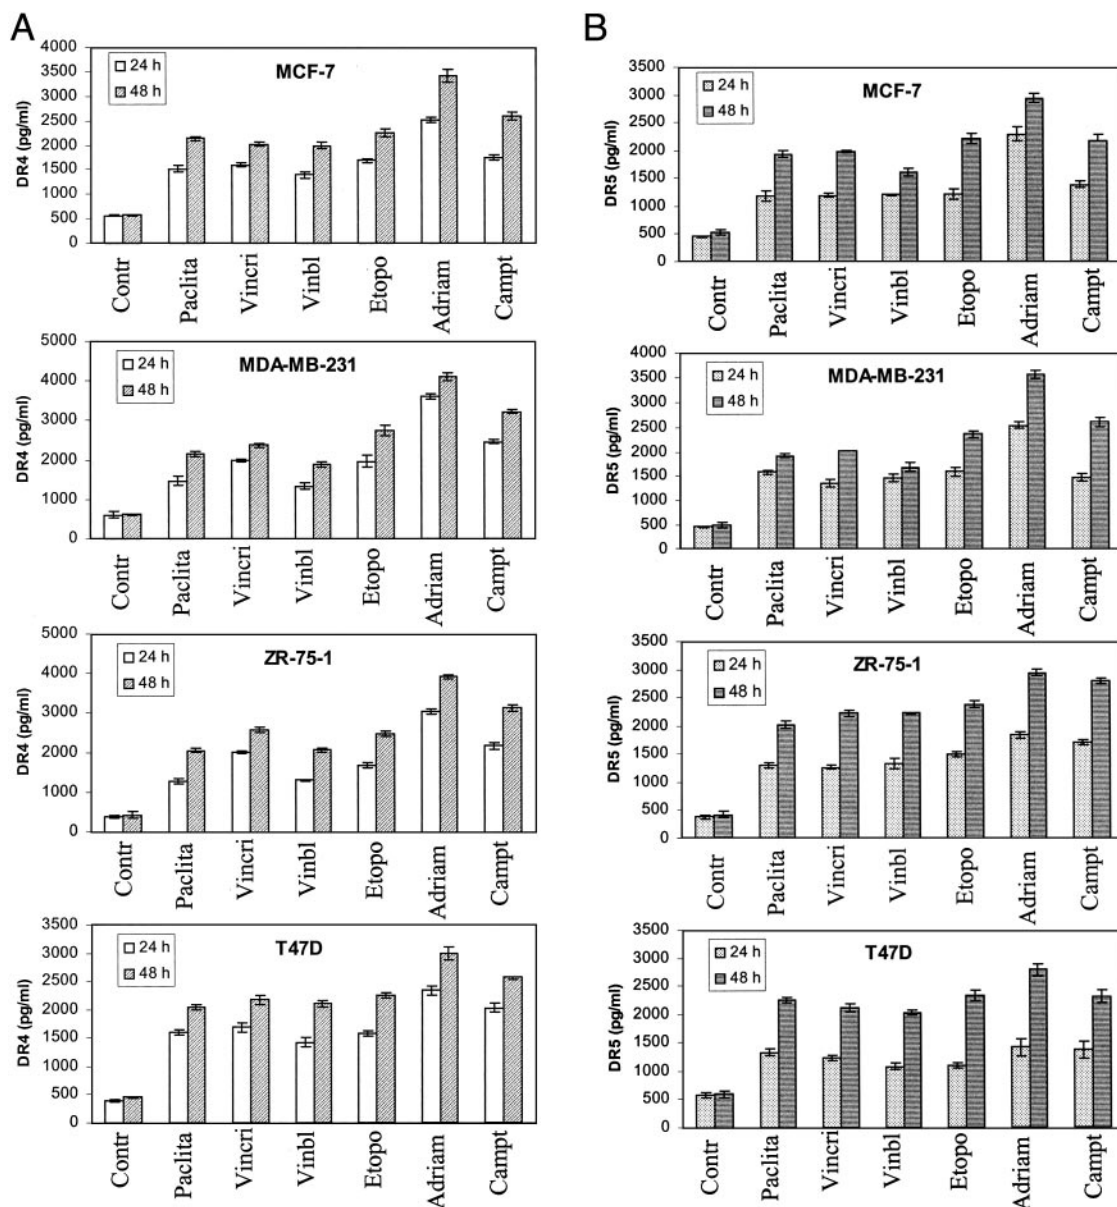 A
4000
3500
3000
2500
2000
1500
1000
500
0
DR4 (pg/ml)
24 h
48 h
MCF-7
Contr
Paclita
Vincri
Vinbl
Etopo
Adriam
Campt
5000
4000
3000
2000
1000
0
DR4 (pg/ml)
24 h
48 h
MDA-MB-231
Contr
Paclita
Vincri
Vinbl
Etopo
Adriam
Campt
5000
4000
3000
2000
1000
0
DR4 (pg/ml)
24 h
48 h
ZR-75-1
Contr
Paclita
Vincri
Vinbl
Etopo
Adriam
Campt
3500
3000
2500
2000
1500
1000
500
0
DR4 (pg/ml)
24 h
48 h
T47D
Contr
Paclita
Vincri
Vinbl
Etopo
Adriam
Campt
B
3500
3000
2500
2000
1500
1000
500
0
DR5 (pg/ml)
24 h
48 h
MCF-7
Contr
Paclita
Vincri
Vinbl
Etopo
Adriam
Campt
3500
3000
2500
2000
1500
1000
500
0
DR5 (pg/ml)
24 h
48 h
MDA-MB-231
Contr
Paclita
Vincri
Vinbl
Etopo
Adriam
Campt
3500
3000
2500
2000
1500
1000
500
0
DR5 (pg/ml)
24 h
48 h
ZR-75-1
Contr
Paclita
Vincri
Vinbl
Etopo
Adriam
Campt
3500
3000
2500
2000
1500
1000
500
0
DR5 (pg/ml)
24 h
48 h
T47D
Contr
Paclita
Vincri
Vinbl
Etopo
Adriam
Campt